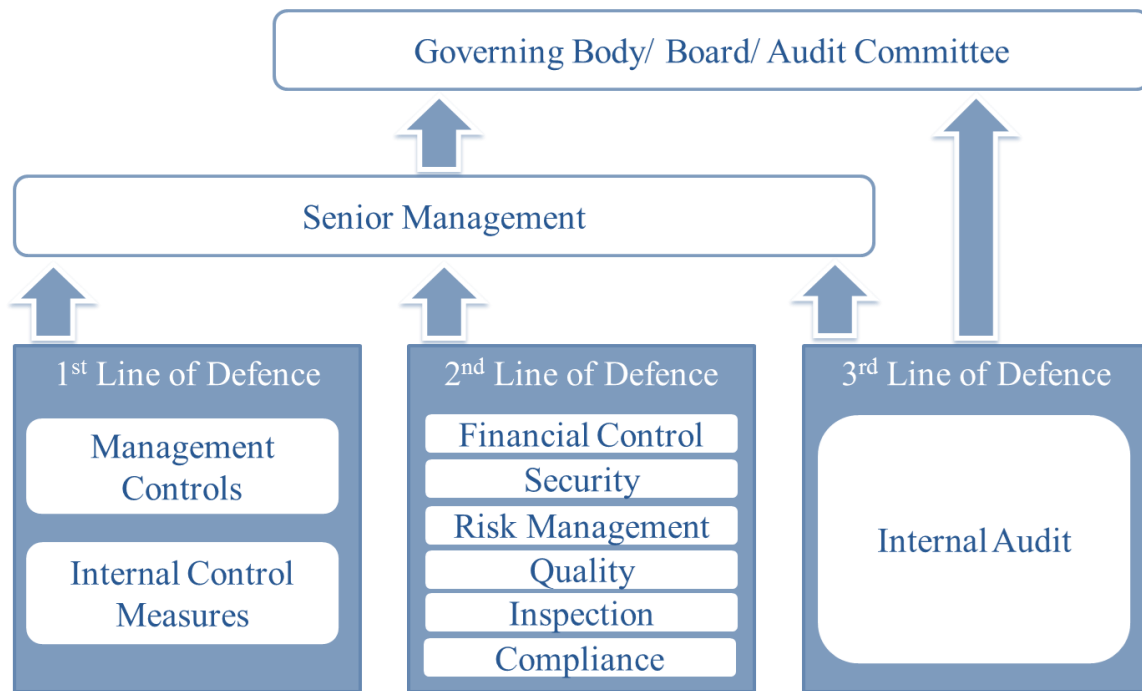 Governing Body/ Board/ Audit Committee
Senior Management
1st Line of Defence
Management
Controls
Internal Control
Measures
2nd Line of Defence
Financial Control
Security
Risk Management
Quality
Inspection
Compliance
3rd Line of Defence
Internal Audit